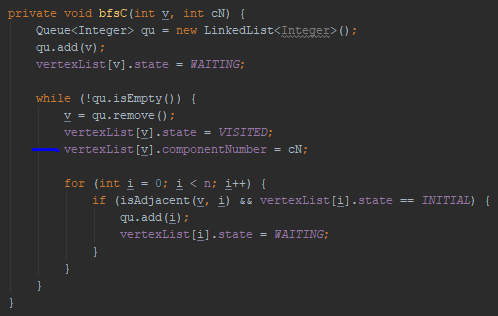 private void bfsC(int v, int cN) {
Queue<Integer> qu = new LinkedList<Integer>();
qu.add(v);
vertexList[v].state = WAITING;
while (!qu.isEmpty()) {
v = qu.remove();
vertexList[v].state = VISITED;
vertexList[v].componentNumber = cN;
for (int i = 0; i < n; i++) {
if (isAdjacent(v, i) && vertexList[i].state == INITIAL) {
qu.add(i);
vertexList[i].state = WAITING;
}
}
}
}